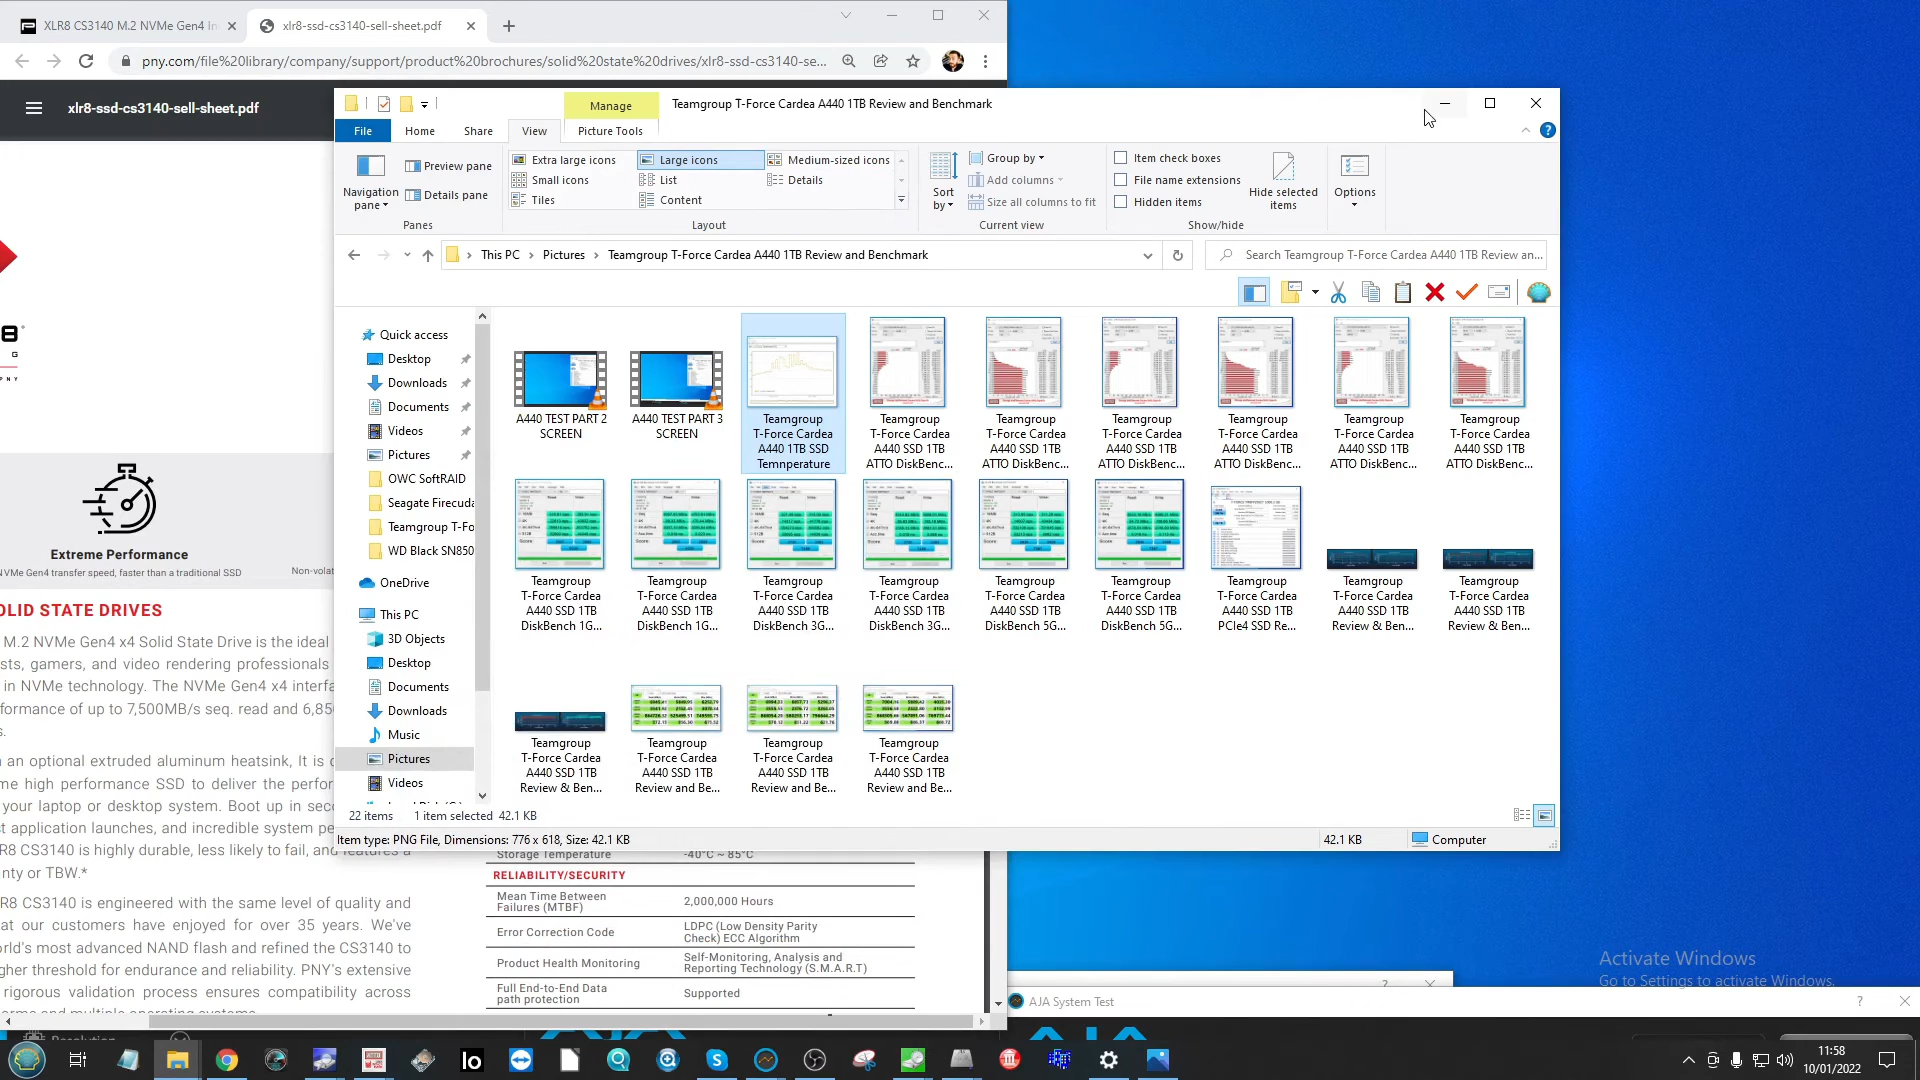 XLR8 CS3140 M.2 NVMe Gen4 In
xlr8-ssd-cs3140-sell-sheet.pdf
pny.com/file%20library/company/support/product%20brochures/solid%20state%20drives/xlr8-ssd-cs3140-se...
xlr8-ssd-cs3140-sell-sheet.pdf
Manage
Teamgroup T-Force Cardea A440 1TB Review and Benchmark
File
Home
Share
View
Picture Tools
Navigation pane
Preview pane
Details pane
Panes
Extra large icons
Large icons
Medium-sized icons
Small icons
List
Details
Tiles
Content
Layout
Sort by
Group by
Add columns
Size all columns to fit
Current view
Item check boxes
File name extensions
Hidden items
Hide selected items
Show/hide
Options
This PC
Pictures
Teamgroup T-Force Cardea A440 1TB Review and Benchmark
Search Teamgroup T-Force Cardea A440 1TB Review an...
Quick access
Desktop
Downloads
Documents
Videos
Pictures
OWC SoftRAID
Seagate Firecuda
Teamgroup T-Fo
WD Black SN850
OneDrive
This PC
3D Objects
Desktop
Documents
Downloads
Music
Pictures
Videos
A440 TEST PART 2
SCREEN
A440 TEST PART 3
SCREEN
Teamgroup
T-Force Cardea
A440 1TB SSD
Temnperature
Teamgroup
T-Force Cardea
A440 SSD 1TB
ATTO DiskBenc...
Teamgroup
T-Force Cardea
A440 SSD 1TB
ATTO DiskBenc...
Teamgroup
T-Force Cardea
A440 SSD 1TB
ATTO DiskBenc...
Teamgroup
T-Force Cardea
A440 SSD 1TB
ATTO DiskBenc...
Teamgroup
T-Force Cardea
A440 SSD 1TB
ATTO DiskBenc...
Teamgroup
T-Force Cardea
A440 SSD 1TB
ATTO DiskBenc...
Teamgroup
T-Force Cardea
A440 SSD 1TB
DiskBench 1G...
Teamgroup
T-Force Cardea
A440 SSD 1TB
DiskBench 1G...
Teamgroup
T-Force Cardea
A440 SSD 1TB
DiskBench 3G...
Teamgroup
T-Force Cardea
A440 SSD 1TB
DiskBench 3G...
Teamgroup
T-Force Cardea
A440 SSD 1TB
DiskBench 5G...
Teamgroup
T-Force Cardea
A440 SSD 1TB
DiskBench 5G...
Teamgroup
T-Force Cardea
A440 SSD 1TB
PCIe4 SSD Re...
Teamgroup
T-Force Cardea
A440 SSD 1TB
Review & Ben...
Teamgroup
T-Force Cardea
A440 SSD 1TB
Review & Ben...
Teamgroup
T-Force Cardea
A440 SSD 1TB
Review & Ben...
Teamgroup
T-Force Cardea
A440 SSD 1TB
Review and Be...
Teamgroup
T-Force Cardea
A440 SSD 1TB
Review and Be...
Teamgroup
T-Force Cardea
A440 SSD 1TB
Review and Be...
22 items
1 item selected 42.1 KB
Item type: PNG File, Dimensions: 776 x 618, Size: 42.1 KB
42.1 KB
Computer
Extreme Performance
NVMe Gen4 transfer speed, faster than a traditional SSD
Non-volat
OLID STATE DRIVES
M.2 NVMe Gen4 x4 Solid State Drive is the ideal
sts, gamers, and video rendering professionals
in NVMe technology. The NVMe Gen4 x4 interfa
formance of up to 7,500MB/s seq. read and 6,85
s.
an optional extruded aluminum heatsink, It is
me high performance SSD to deliver the perfor
your laptop or desktop system. Boot up in seco
st application launches, and incredible system pe
R8 CS3140 is highly durable, less likely to fail, and features a
nty or TBW.*
LR8 CS3140 is engineered with the same level of quality and
at our customers have enjoyed for over 35 years. We've
orld's most advanced NAND flash and refined the CS3140 to
gher threshold for endurance and reliability. PNY's extensive
rigorous validation process ensures compatibility across
Storage Temperature
-40°C ~ 85°C
RELIABILITY/SECURITY
Mean Time Between
Failures (MTBF)
2,000,000 Hours
Error Correction Code
LDPC (Low Density Parity
Check) ECC Algorithm
Product Health Monitoring
Self-Monitoring, Analysis and
Reporting Technology (S.M.A.R.T)
Full End-to-End Data
path protection
Supported
Activate Windows
Go to Settings to activate Windows.
AJA System Test
Io
11:58
10/01/2022